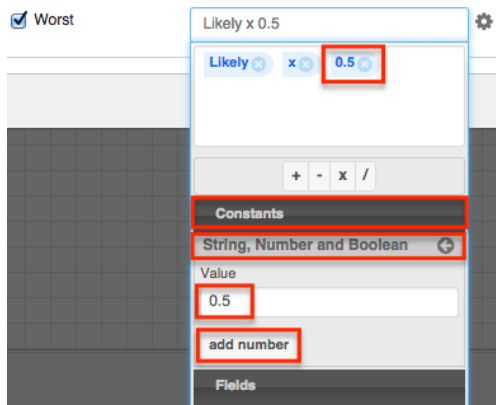 Worst
Likely x 0.5
Likely x 0.5
+ - x /
Constants
String, Number and Boolean
Value
0.5
add number
Fields